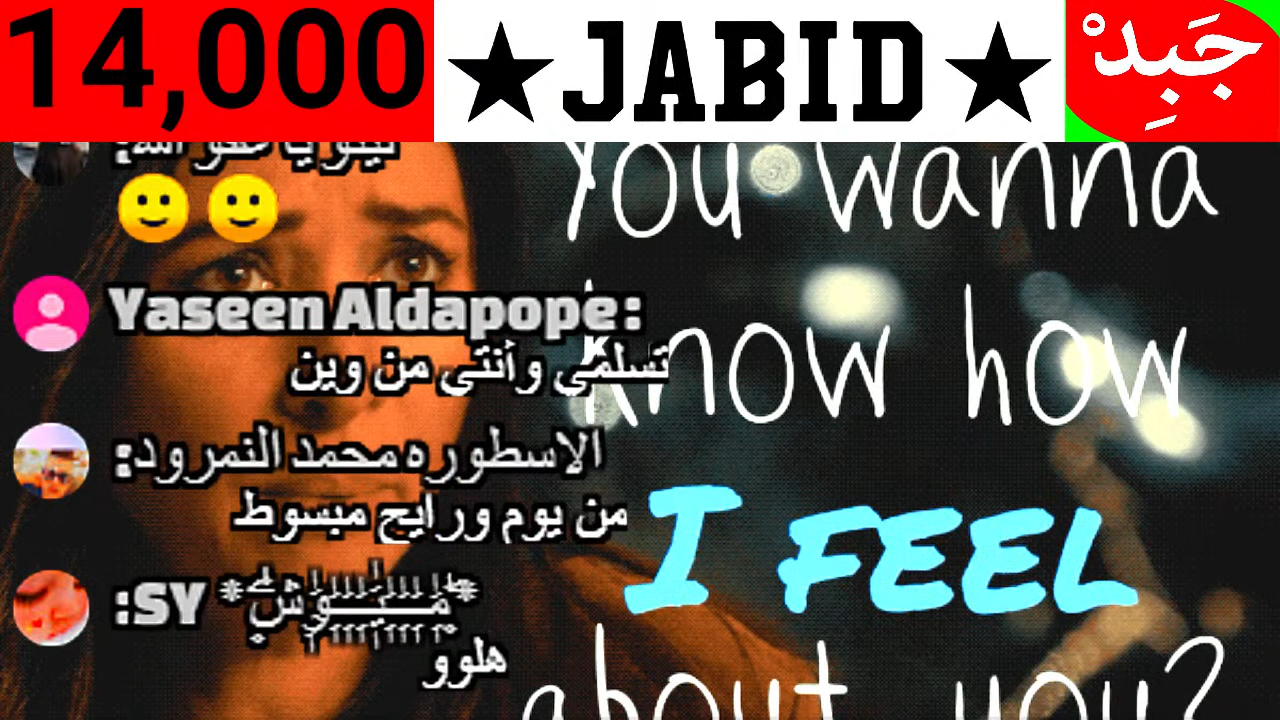 14,000 ★JABID★ جَبِدْ
You wanna
Yaseen Aldapope:
تسلمي وأنتي من وين
know how
الاسطوره محمد النمرود:
من يوم ورايح مبسوط
I FEEL
SY
هلوو
about you?